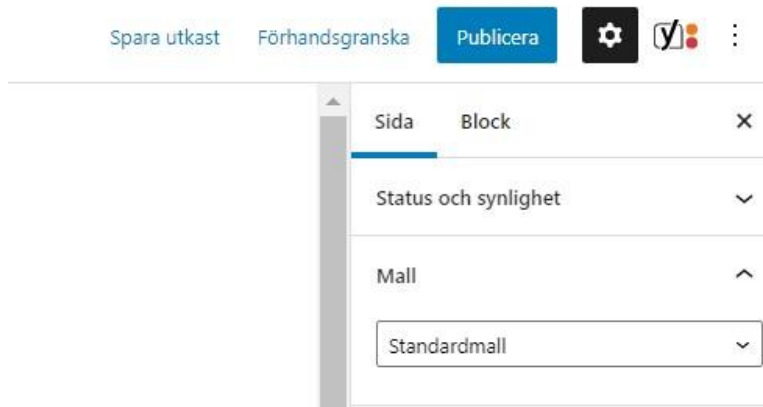 Spara utkast Förhandsgranska Publicera
Sida Block
Status och synlighet
Mall
Standardmall